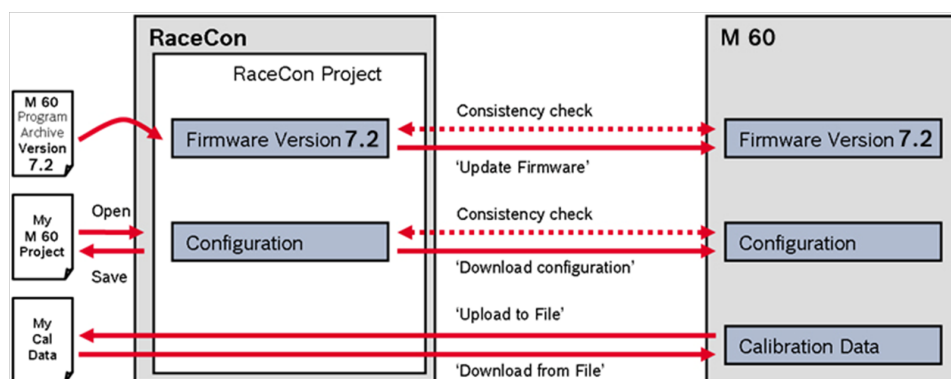 RaceCon
M 60
RaceCon Project
M 60
Program
Archive
Version
7.2
Firmware Version 7.2
Consistency check
'Update Firmware'
Firmware Version 7.2
My
M 60
Project
Open
Save
Configuration
Consistency check
'Download configuration'
Configuration
My
Cal
Data
'Upload to File'
'Download from File'
Calibration Data